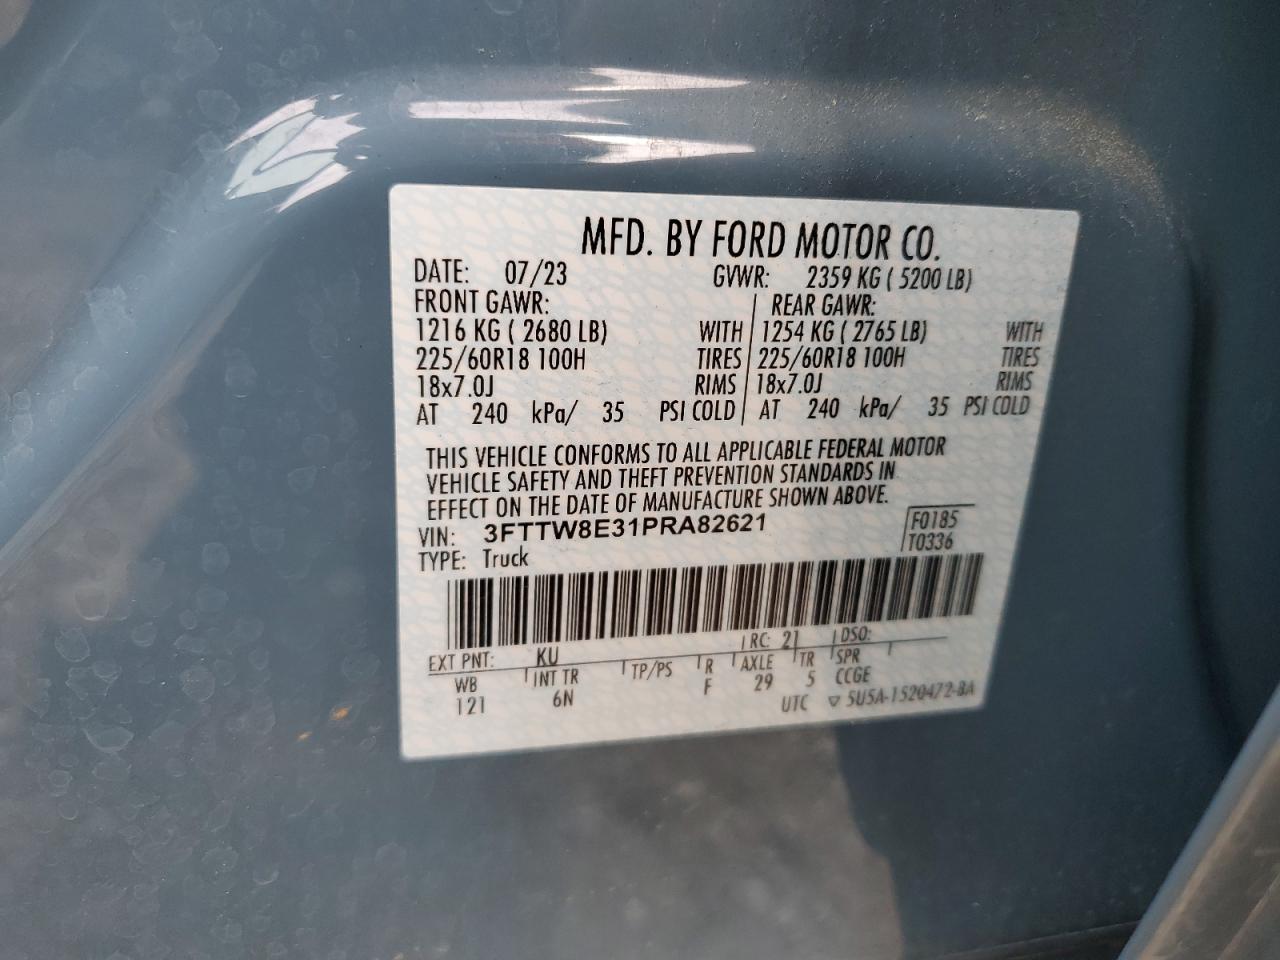 MFD. BY FORD MOTOR CO.
DATE: 07/23 GVWR: 2359 KG ( 5200 LB)
FRONT GAWR: REAR GAWR:
1216 KG ( 2680 LB) WITH 1254 KG ( 2765 LB) WITH
225/60R18 100H TIRES 225/60R18 100H TIRES
18x7.0J RIMS 18x7.0J RIMS
AT 240 kPa/ 35 PSI COLD AT 240 kPa/ 35 PSI COLD
THIS VEHICLE CONFORMS TO ALL APPLICABLE FEDERAL MOTOR
VEHICLE SAFETY AND THEFT PREVENTION STANDARDS IN
EFFECT ON THE DATE OF MANUFACTURE SHOWN ABOVE.
VIN: 3FTTW8E31PRA82621 F0185
TYPE: Truck T0336
EXT PNT: KU RC: 21 DSO:
WB INT TR TP/PS R AXLE TR SPR
121 6N F 29 5 CCGE
UTC ▽ 5U5A-1520472-BA